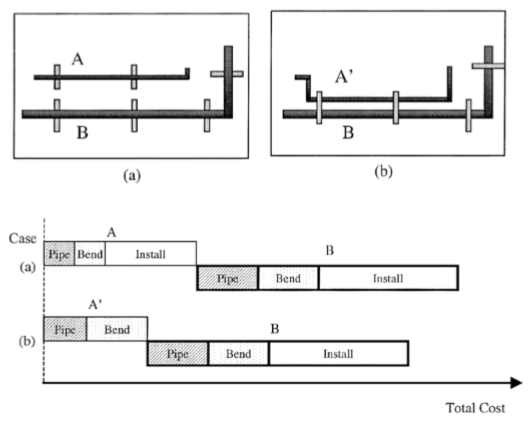 A
B
(a)
A’
B
(b)
Case
A
B
Pipe Bend Install
(a)
Pipe Bend Install
A’
B
Pipe Bend
(b)
Pipe Bend Install
Total Cost